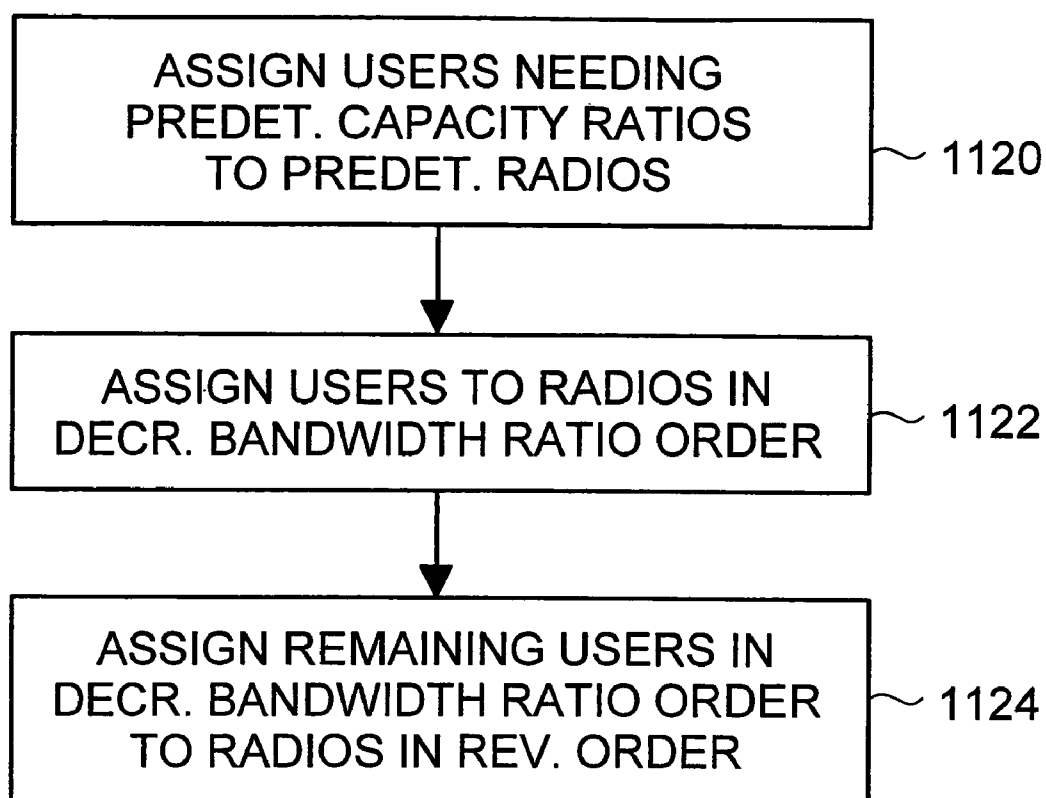 ASSIGN USERS NEEDING
PREDET. CAPACITY RATIOS
TO PREDET. RADIOS
1120
ASSIGN USERS TO RADIOS IN
DECR. BANDWIDTH RATIO ORDER
1122
ASSIGN REMAINING USERS IN
DECR. BANDWIDTH RATIO ORDER
TO RADIOS IN REV. ORDER
1124